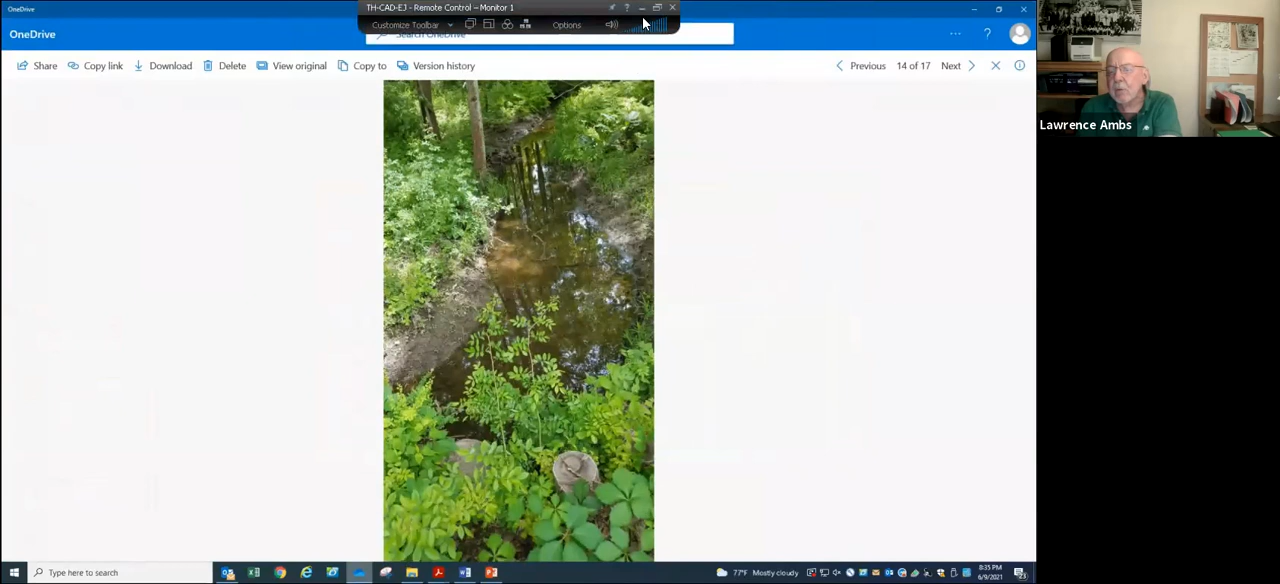 OneDrive
TH-CAD-EJ - Remote Control - Monitor 1
Customize Toolbar
Options
OneDrive
Search OneDrive
Share Copy link Download Delete View original Copy to Version history
Previous 14 of 17 Next
Lawrence Ambs
Type here to search
77°F Mostly cloudy
8:35 PM
6/9/2021